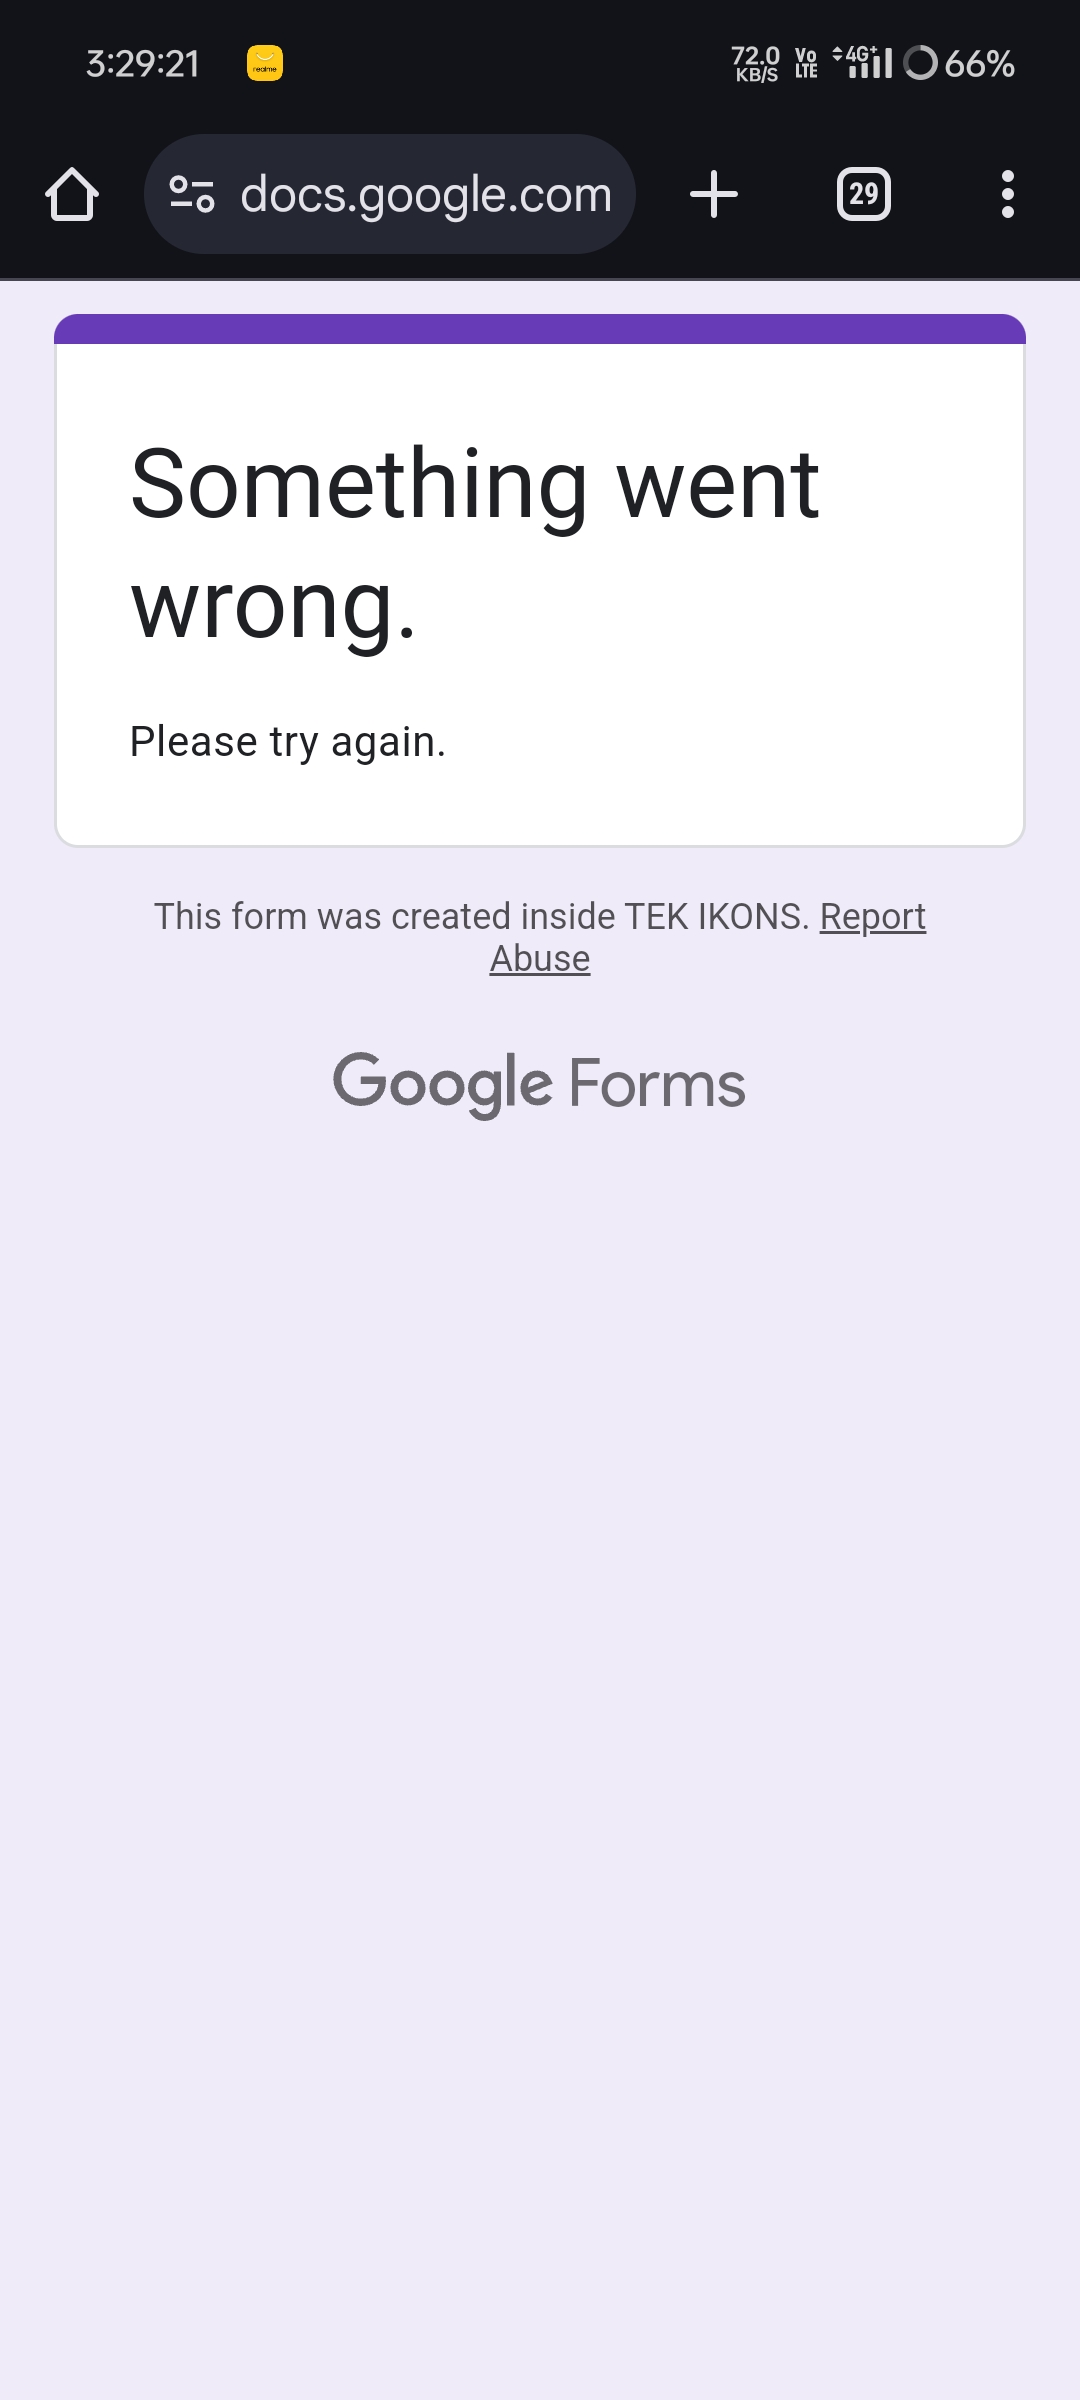 3:29:21
realme
72.0
KB/S
Vo
LTE
4G+
66%
docs.google.com
29
Something went
wrong.
Please try again.
This form was created inside TEK IKONS. Report
Abuse
Google Forms